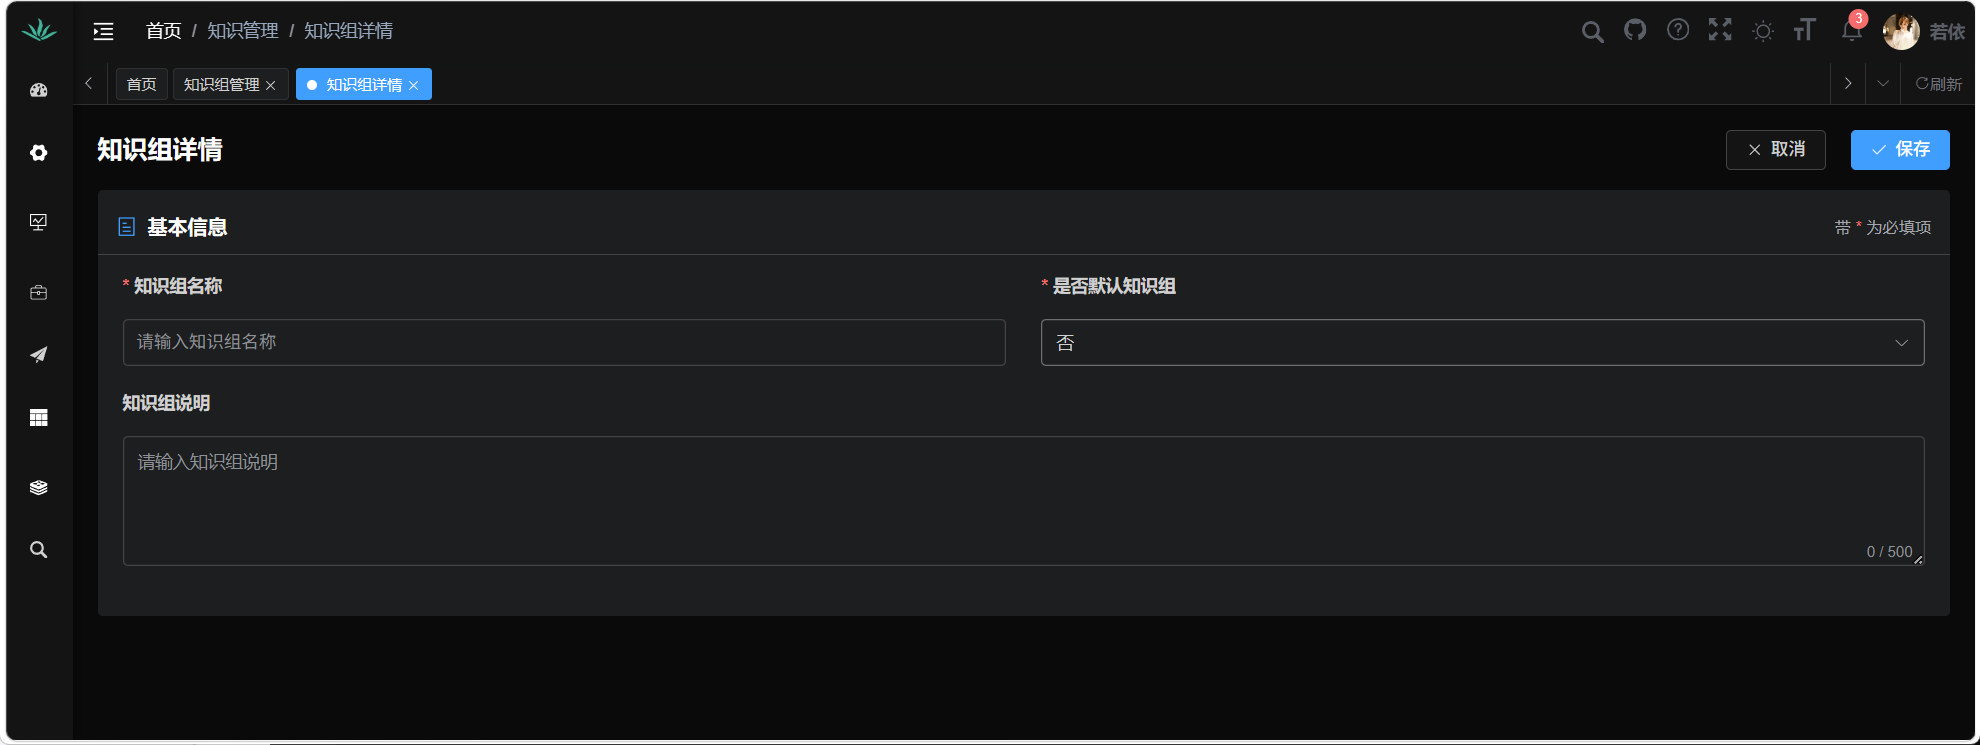 首页 / 知识管理 / 知识组详情
3
若依
首页 知识组管理 知识组详情
刷新
知识组详情
取消 保存
基本信息
带 * 为必填项
* 知识组名称
* 是否默认知识组
请输入知识组名称
否
知识组说明
请输入知识组说明
0 / 500